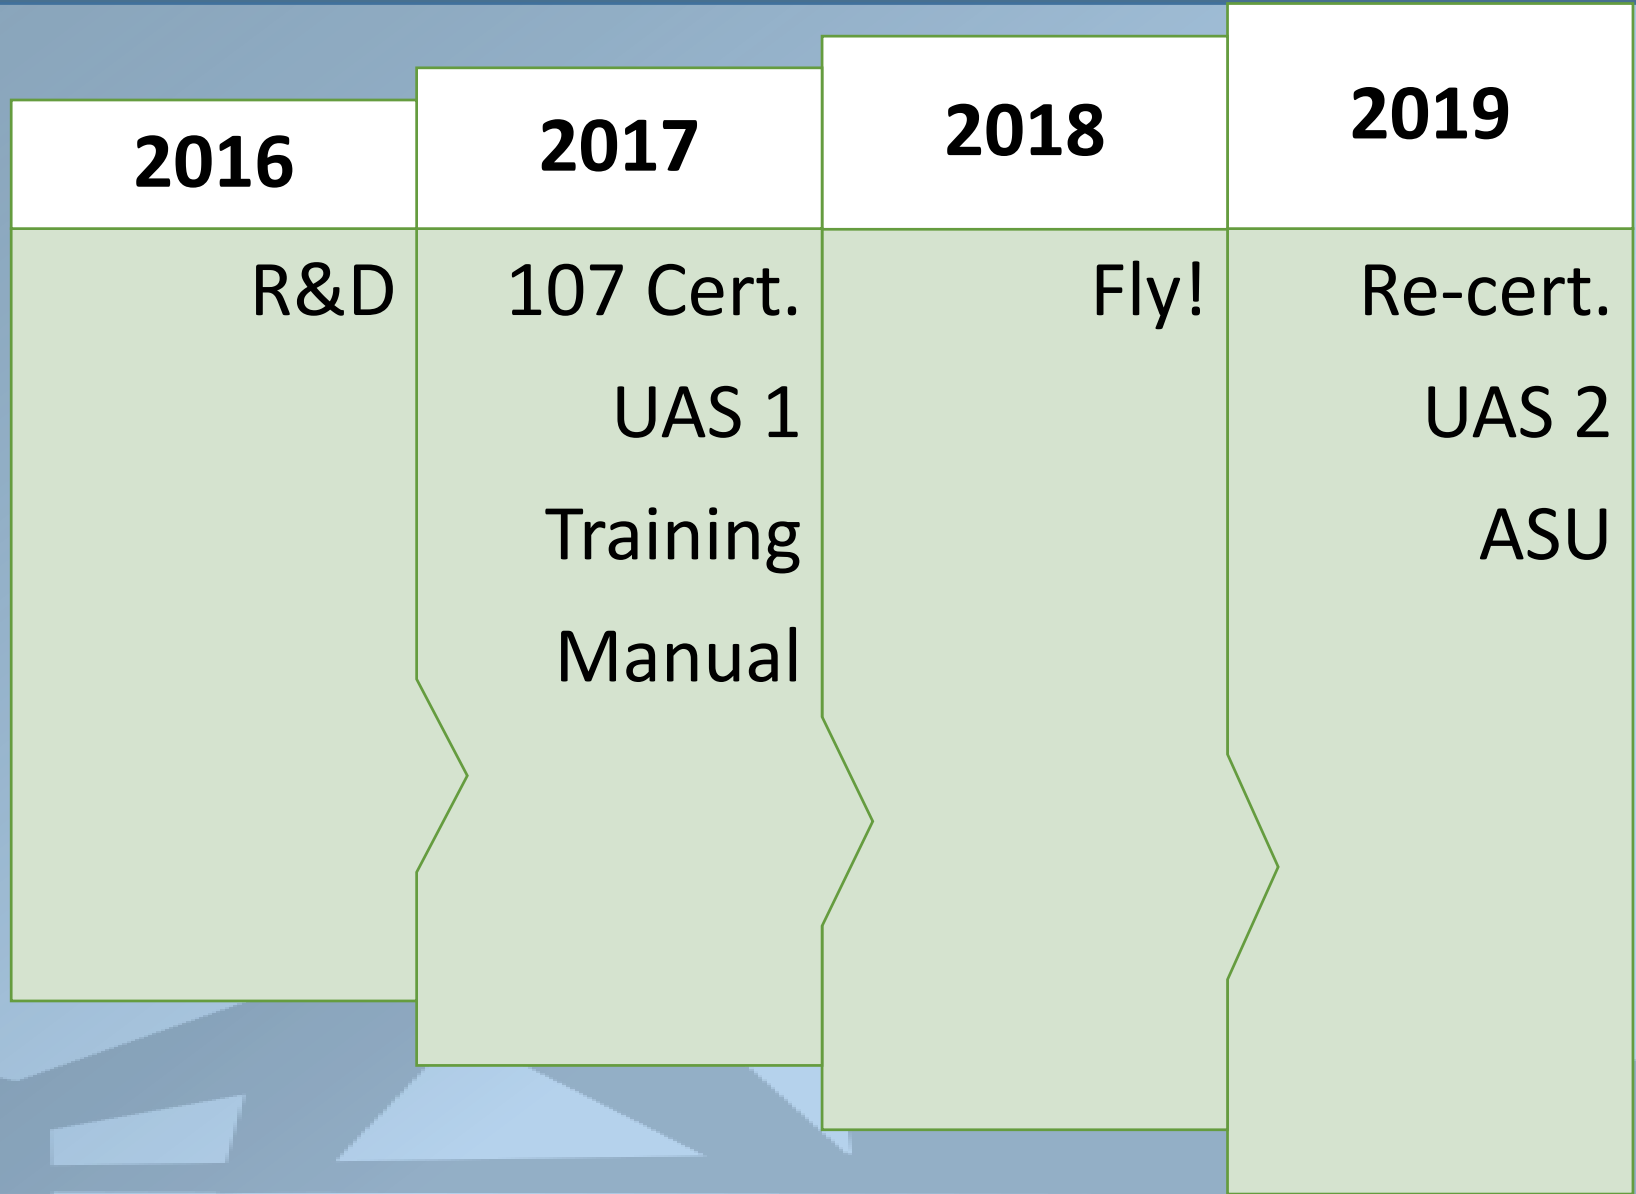 2016
R&D
2017
107 Cert.
UAS 1
Training
Manual
2018
Fly!
2019
Re-cert.
UAS 2
ASU